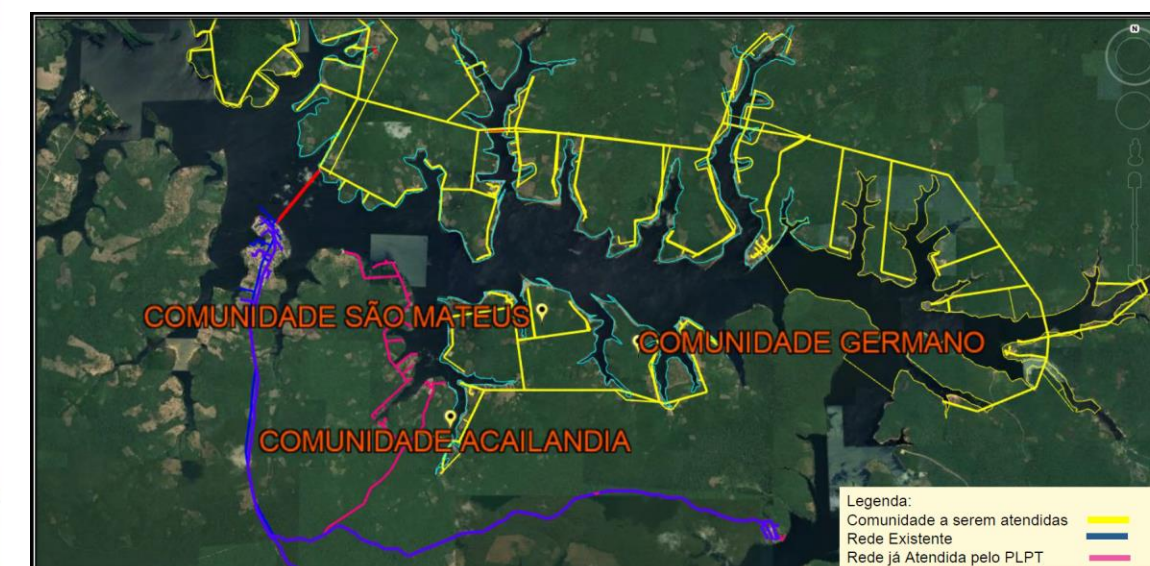 N
COMUNIDADE SÃO MATEUS
COMUNIDADE GERMANO
COMUNIDADE ACAILANDIA
Legenda:
Comunidade a serem atendidas
Rede Existente
Rede já Atendida pelo PLPT